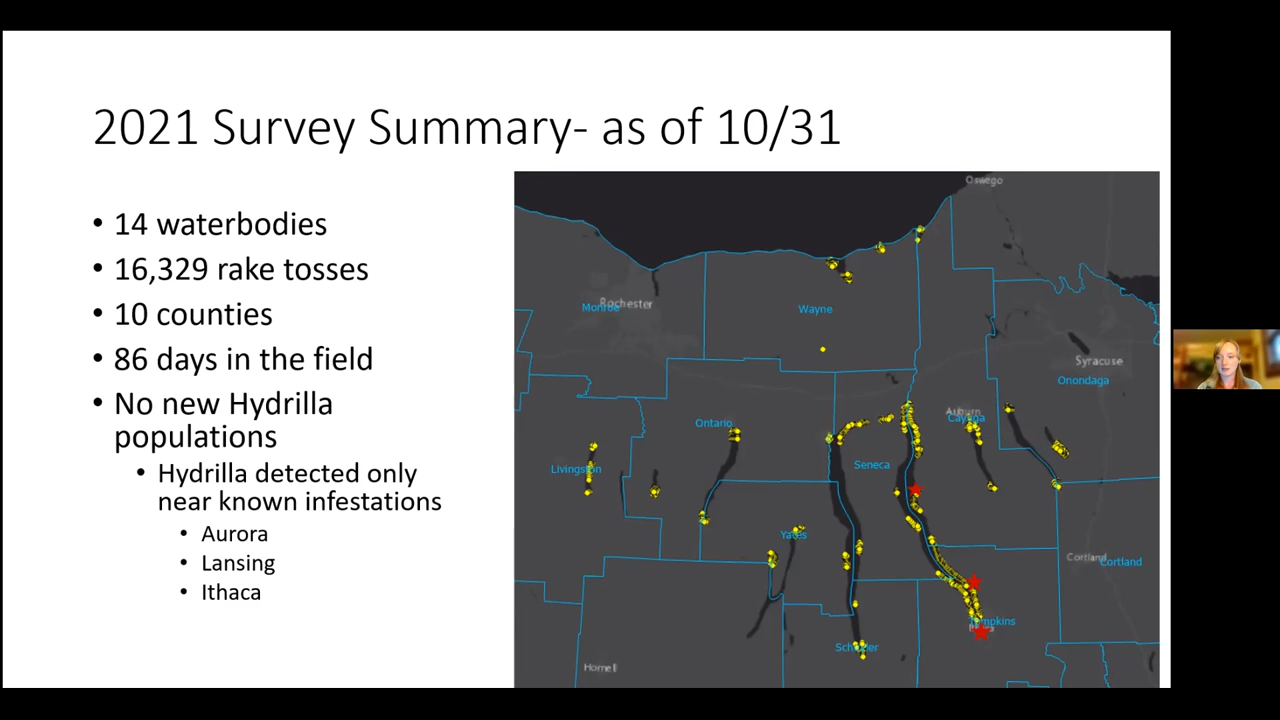 2021 Survey Summary- as of 10/31
• 14 waterbodies
• 16,329 rake tosses
• 10 counties
• 86 days in the field
• No new Hydrilla
populations
• Hydrilla detected only
near known infestations
• Aurora
• Lansing
• Ithaca
Oswego
Rochester
Monroe
Wayne
Syracuse
Onondaga
Auburn
Cayuga
Ontario
Seneca
Livingston
Yates
Cortland
Cortland
Tompkins
Schuyler
Hornell